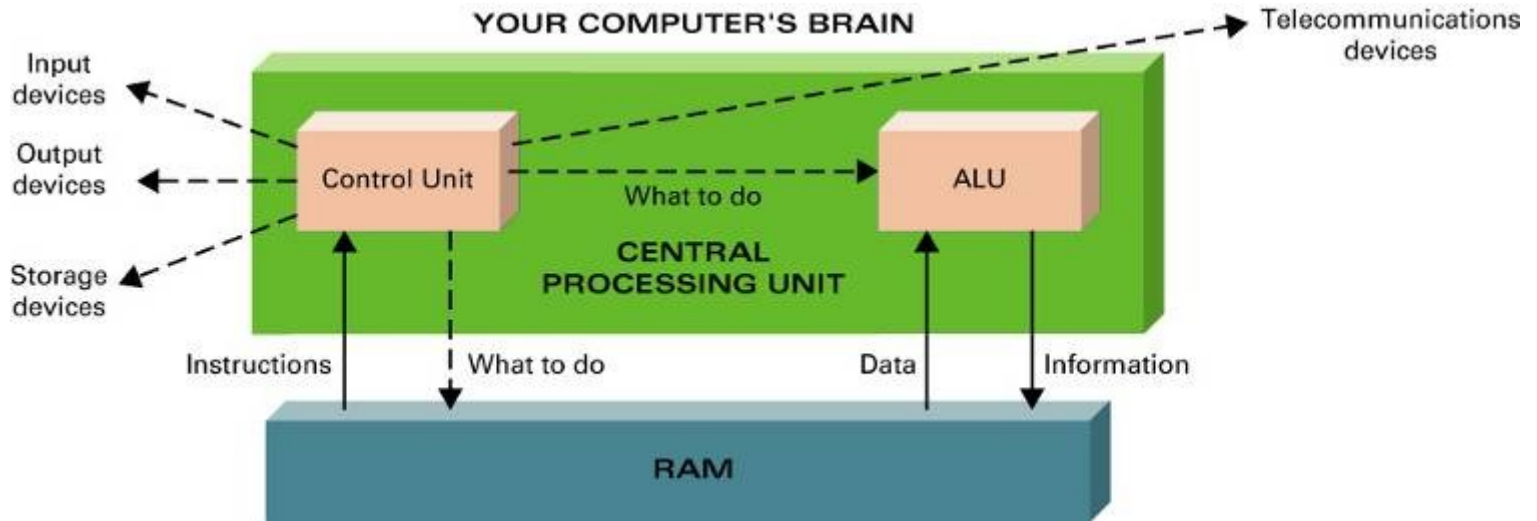 YOUR COMPUTER'S BRAIN
Telecommunications
devices
Input
devices
Output
devices
Storage
devices
Control Unit
What to do
ALU
CENTRAL
PROCESSING UNIT
Instructions
What to do
Data
Information
RAM